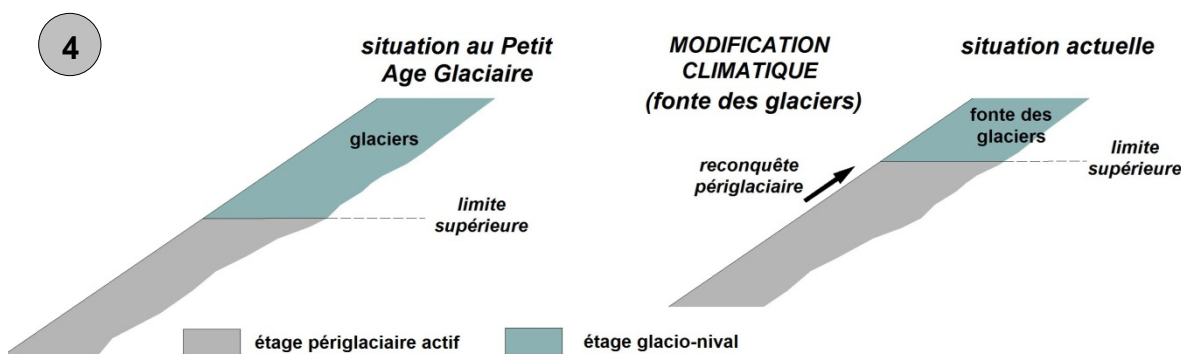 4
situation au Petit
Age Glaciaire
glaciers
limite
supérieure
MODIFICATION
CLIMATIQUE
(fonte des glaciers)
situation actuelle
fonte des
glaciers
reconquête
périglaciaire
limite
supérieure
étage périglaciaire actif
étage glacio-nival